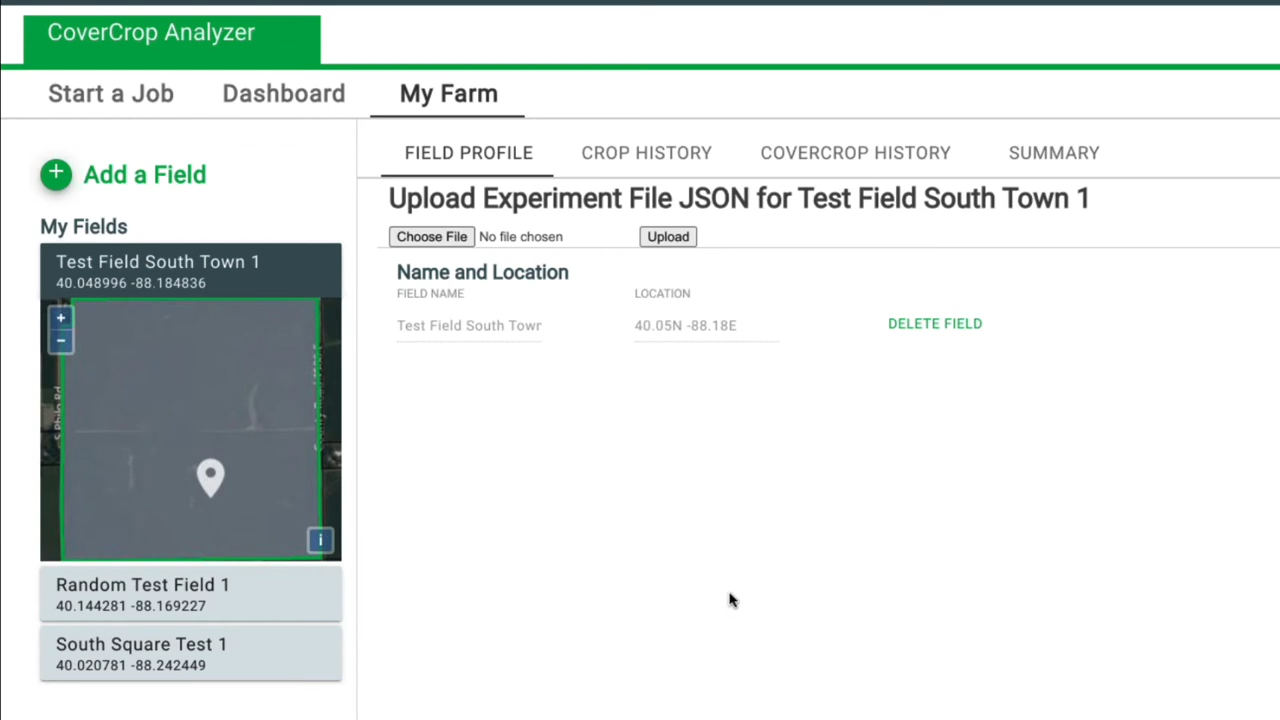 CoverCrop Analyzer
Start a Job
Dashboard
My Farm
Add a Field
My Fields
Test Field South Town 1
40.048996 -88.184836
+
−
S Philo Rd
i
Random Test Field 1
40.144281 -88.169227
South Square Test 1
40.020781 -88.242449
FIELD PROFILE
CROP HISTORY
COVERCROP HISTORY
SUMMARY
Upload Experiment File JSON for Test Field South Town 1
Choose File No file chosen
Upload
Name and Location
FIELD NAME
LOCATION
Test Field South Towr
40.05N -88.18E
DELETE FIELD